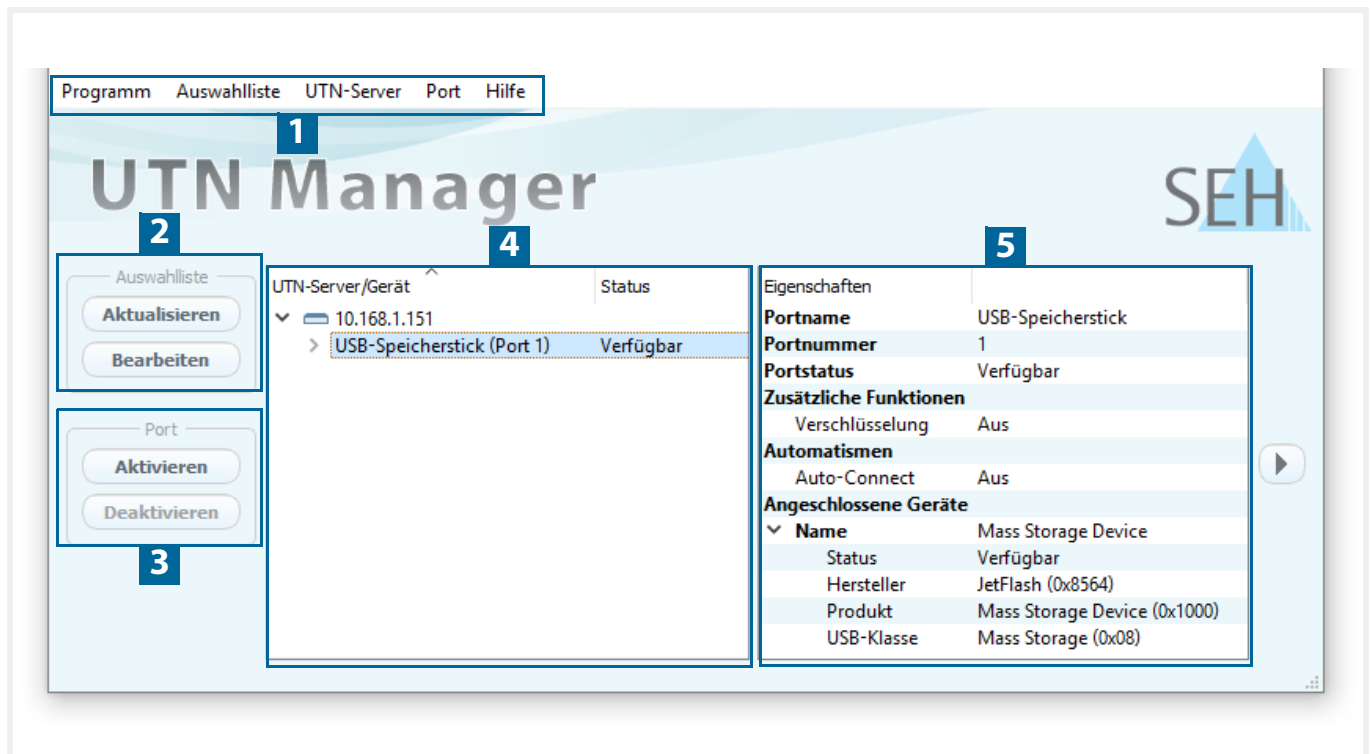 Programm Auswahlliste UTN-Server Port Hilfe
1
UTN Manager
SEH
2
4
5
Auswahlliste
Aktualisieren
Bearbeiten
Port
Aktivieren
Deaktivieren
3
UTN-Server/Gerät Status
10.168.1.151
USB-Speicherstick (Port 1) Verfügbar
Eigenschaften
Portname USB-Speicherstick
Portnummer 1
Portstatus Verfügbar
Zusätzliche Funktionen
Verschlüsselung Aus
Automatismen
Auto-Connect Aus
Angeschlossene Geräte
Name Mass Storage Device
Status Verfügbar
Hersteller JetFlash (0x8564)
Produkt Mass Storage Device (0x1000)
USB-Klasse Mass Storage (0x08)